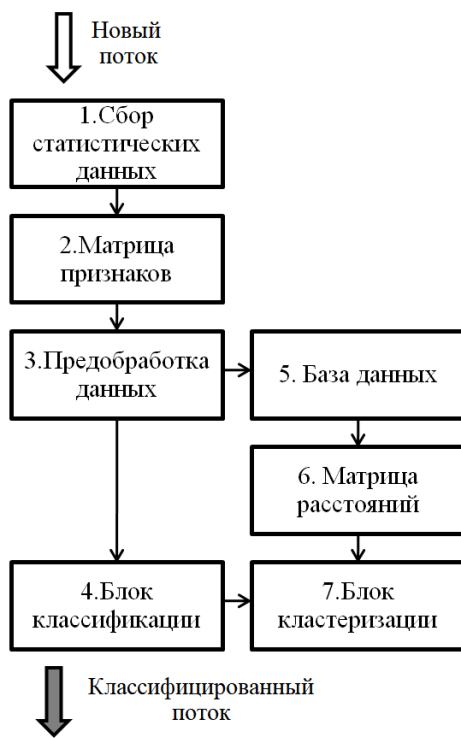 Новый
поток
1.Сбор
статистических
данных
2.Матрица
признаков
3.Предобработка
данных
5. База данных
6. Матрица
расстояний
4.Блок
классификации
7.Блок
кластеризации
Классифицированный
поток